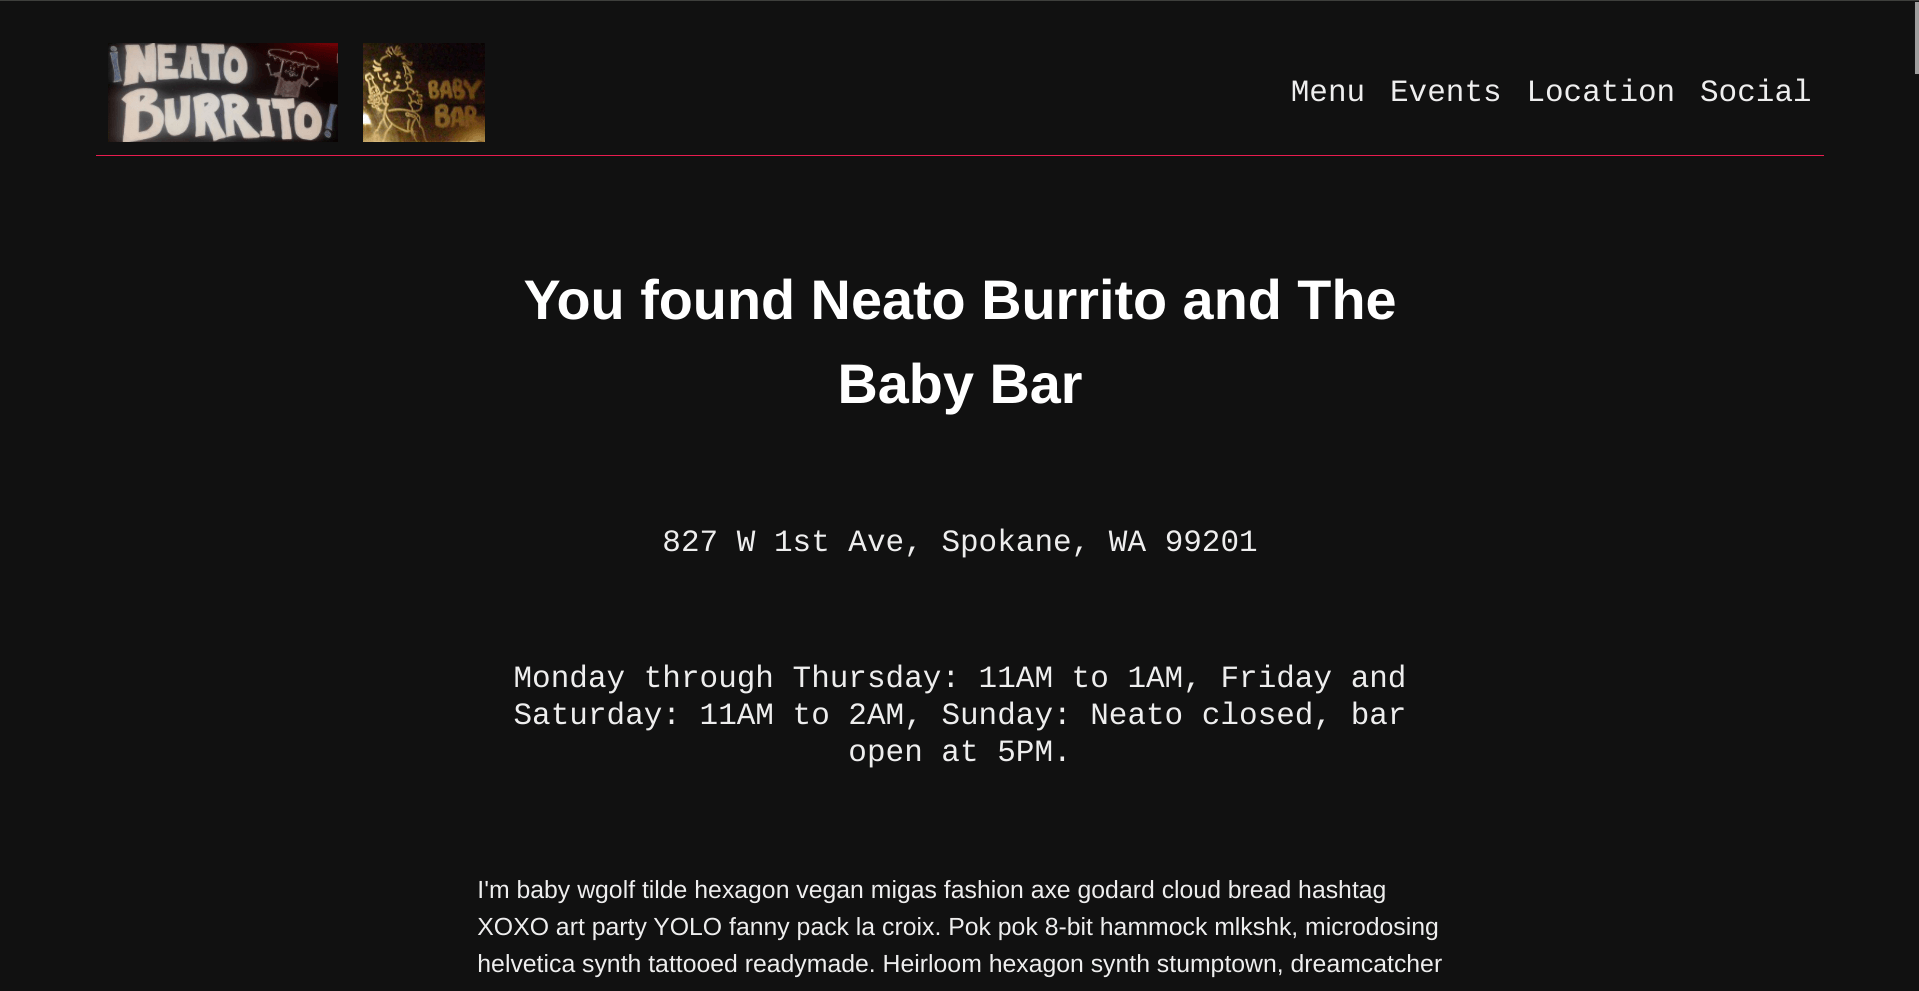 ¡NEATO
BURRITO!
BABY
BAR
Menu Events Location Social
You found Neato Burrito and The
Baby Bar
827 W 1st Ave, Spokane, WA 99201
Monday through Thursday: 11AM to 1AM, Friday and
Saturday: 11AM to 2AM, Sunday: Neato closed, bar
open at 5PM.
I'm baby wgolf tilde hexagon vegan migas fashion axe godard cloud bread hashtag
XOXO art party YOLO fanny pack la croix. Pok pok 8-bit hammock mlkshk, microdosing
helvetica synth tattooed readymade. Heirloom hexagon synth stumptown, dreamcatcher